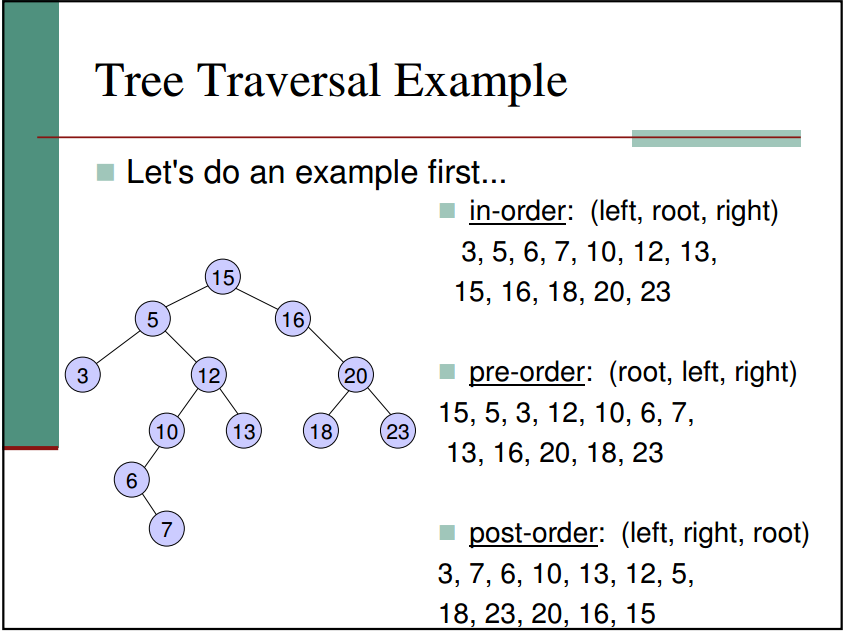 Tree Traversal Example
Let's do an example first...
15
5
16
3
12
20
10
13
18
23
6
7
in-order:  (left, root, right)
3, 5, 6, 7, 10, 12, 13,
15, 16, 18, 20, 23
pre-order:  (root, left, right)
15, 5, 3, 12, 10, 6, 7,
13, 16, 20, 18, 23
post-order:  (left, right, root)
3, 7, 6, 10, 13, 12, 5,
18, 23, 20, 16, 15